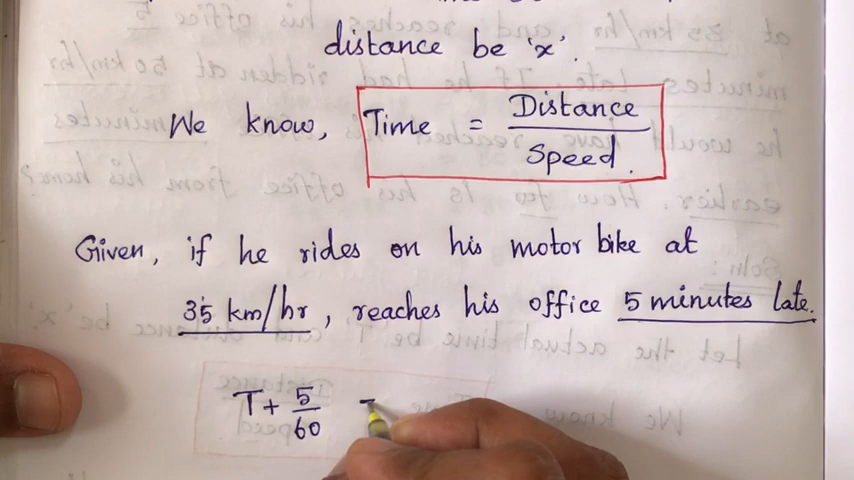 distance be 'x'.
We know, Time = Distance / Speed.
Given, if he rides on his motor bike at
35 km/hr, reaches his office 5 minutes late.
T + 5/60